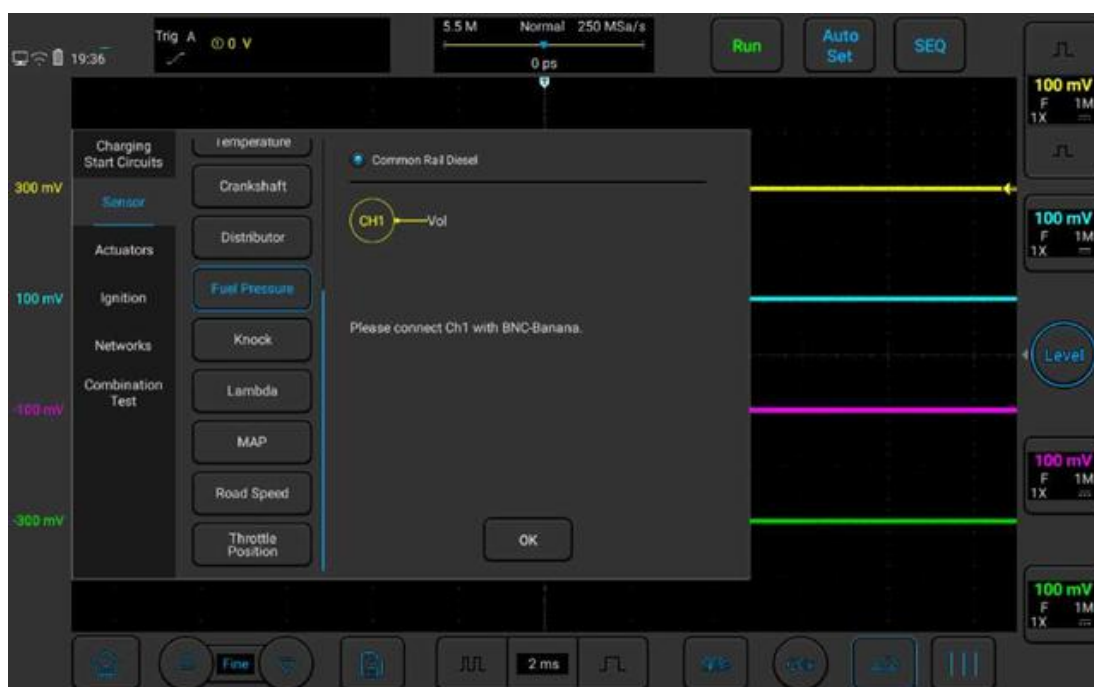 5.5 M Normal 250 MSa/s
Trig A ① 0 V
Run
Auto
Set
SEQ
19:36
0 ps
100 mV
F 1M
1X
Charging
Start Circuits
Temperature
Common Rail Diesel
300 mV
Sensor
Crankshaft
CH1
Vol
100 mV
F 1M
1X
Actuators
Distributor
100 mV
Ignition
Fuel Pressure
Please connect Ch1 with BNC-Banana.
Networks
Knock
Level
Combination
Test
Lambda
-100 mV
MAP
100 mV
F 1M
1X
Road Speed
-300 mV
Throttle
Position
OK
100 mV
F 1M
1X
Fine
2 ms